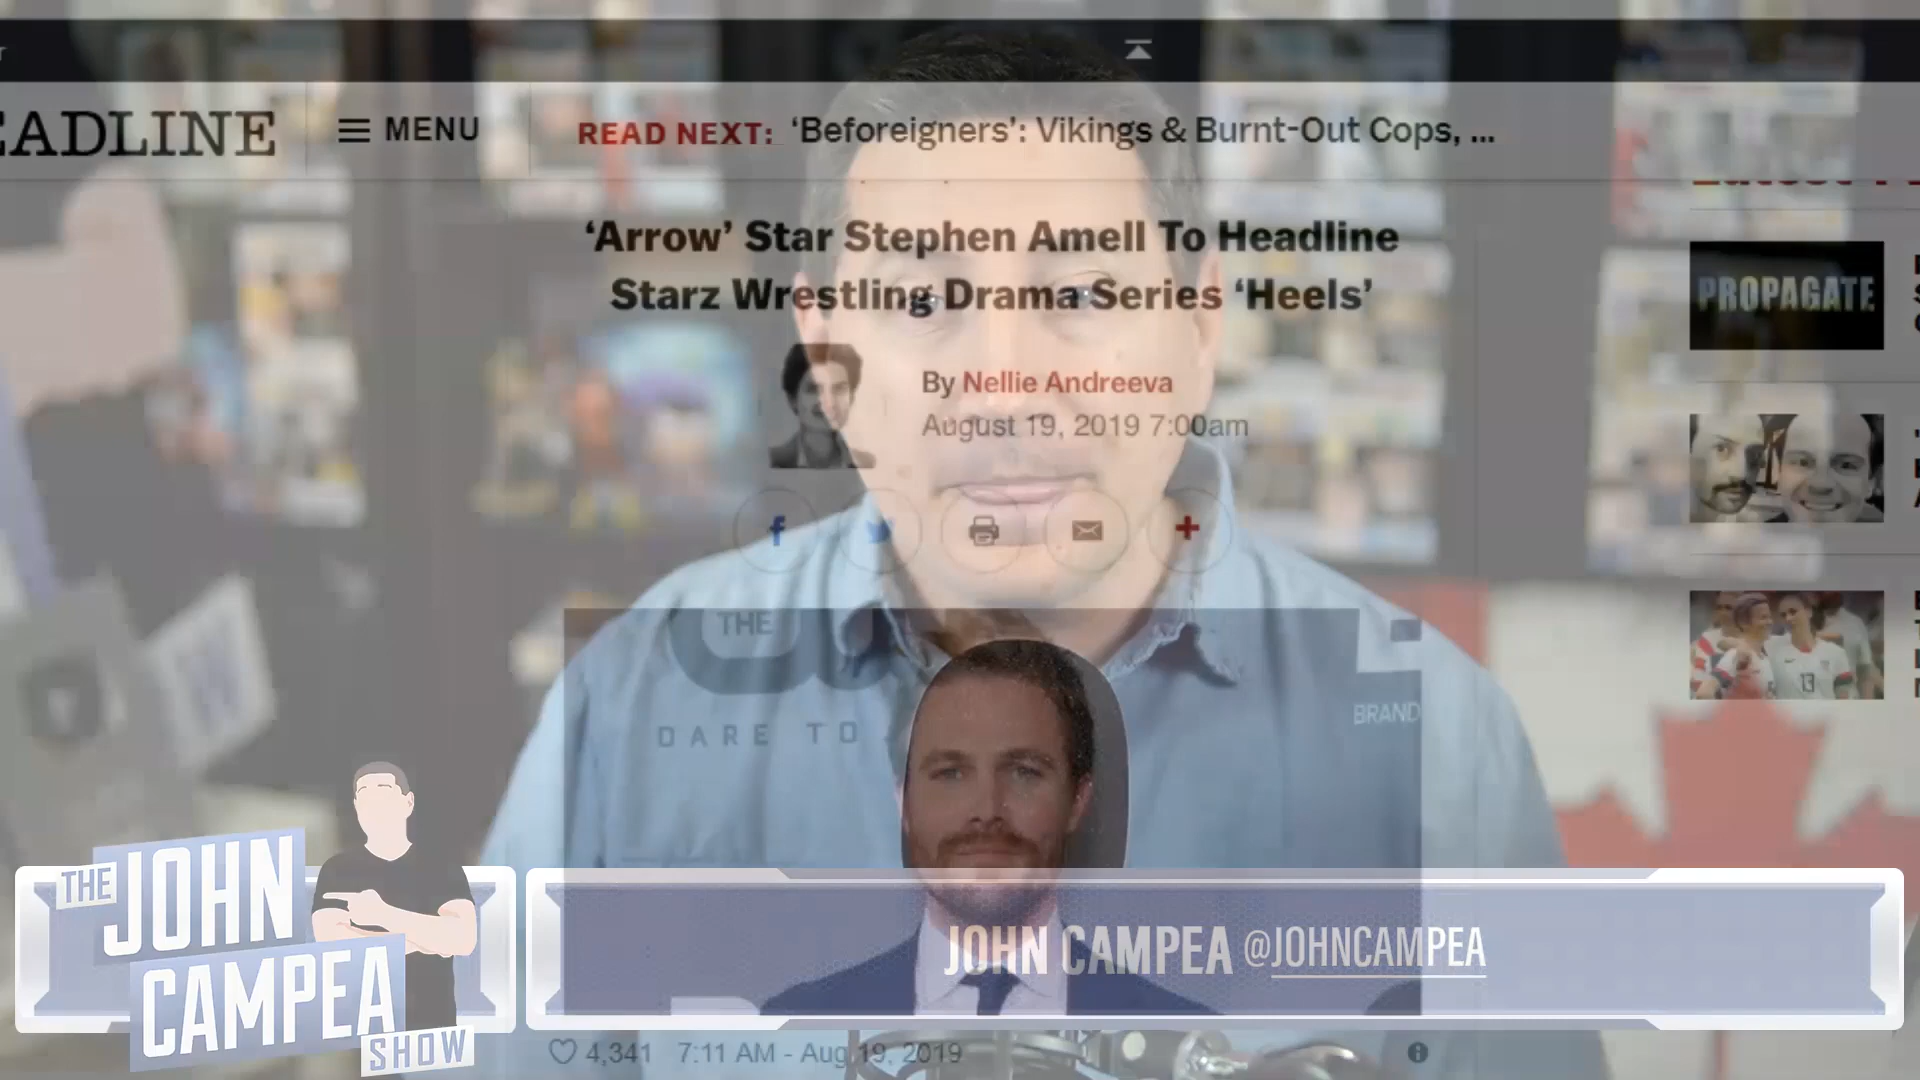 EADLINE
MENU
READ NEXT: ‘Beforeigners’: Vikings & Burnt-Out Cops, ...
‘Arrow’ Star Stephen Amell To Headline
Starz Wrestling Drama Series ‘Heels’
By Nellie Andreeva
August 19, 2019 7:00am
PROPAGATE
THE
DARE TO
BRAND
13
THE
JOHN
CAMPEA
SHOW
JOHN CAMPEA @JOHNCAMPEA
4,341 7:11 AM - Aug 19, 2019